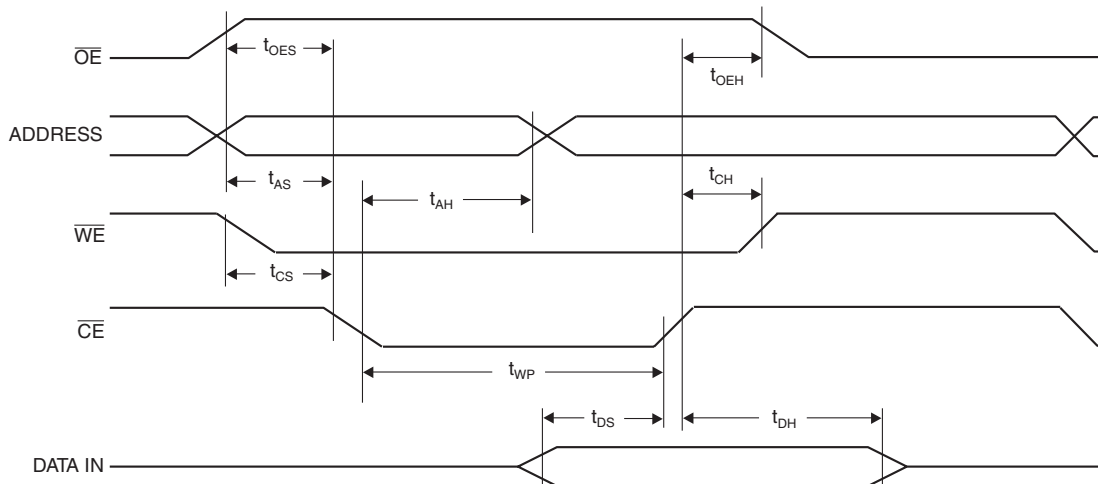 OE
tOES
tOEH
ADDRESS
tAS
tAH
tCH
WE
tCS
CE
tWP
tDS
tDH
DATA IN